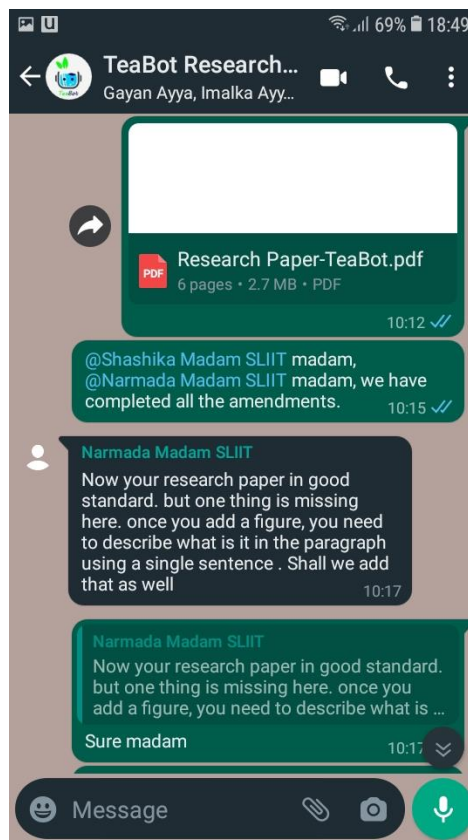 69% 18:49
TeaBot Research...
Gayan Ayya, Imalka Ayy...
PDF
Research Paper-TeaBot.pdf
6 pages • 2.7 MB • PDF
10:12
@Shashika Madam SLIIT madam,
@Narmada Madam SLIIT madam, we have
completed all the amendments.
10:15
Narmada Madam SLIIT
Now your research paper in good
standard. but one thing is missing
here. once you add a figure, you need
to describe what is it in the paragraph
using a single sentence . Shall we add
that as well
10:17
Narmada Madam SLIIT
Now your research paper in good standard.
but one thing is missing here. once you
add a figure, you need to describe what is ...
Sure madam
10:17
Message